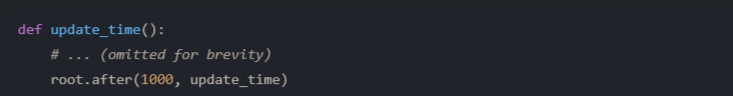 def update_time():
    # ... (omitted for brevity)
    root.after(1000, update_time)